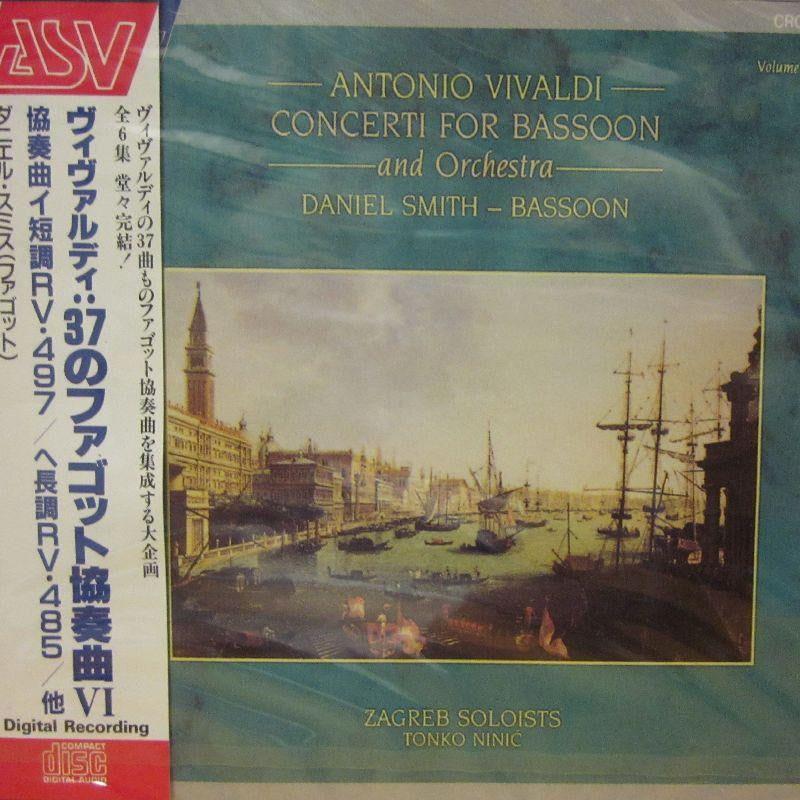 ASV
ヴィヴァルディの37曲ものファゴット協奏曲を集成する大企画
全6集 堂々完結!
ヴィヴァルディ:37のファゴット協奏曲 VI
協奏曲イ短調RV.497/ヘ長調RV.485/他
ダニエル・スミス(ファゴット)
Digital Recording
COMPACT
disc
DIGITAL AUDIO
Volume
ANTONIO VIVALDI
CONCERTI FOR BASSOON
and Orchestra
DANIEL SMITH – BASSOON
ZAGREB SOLOISTS
TONKO NINIĆ